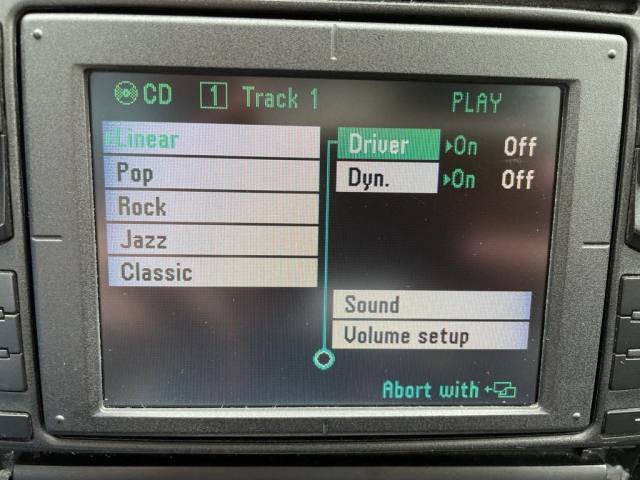 CD 1 Track 1 PLAY
Linear
Driver On Off
Pop
Dyn. On Off
Rock
Jazz
Classic
Sound
Volume setup
Abort with